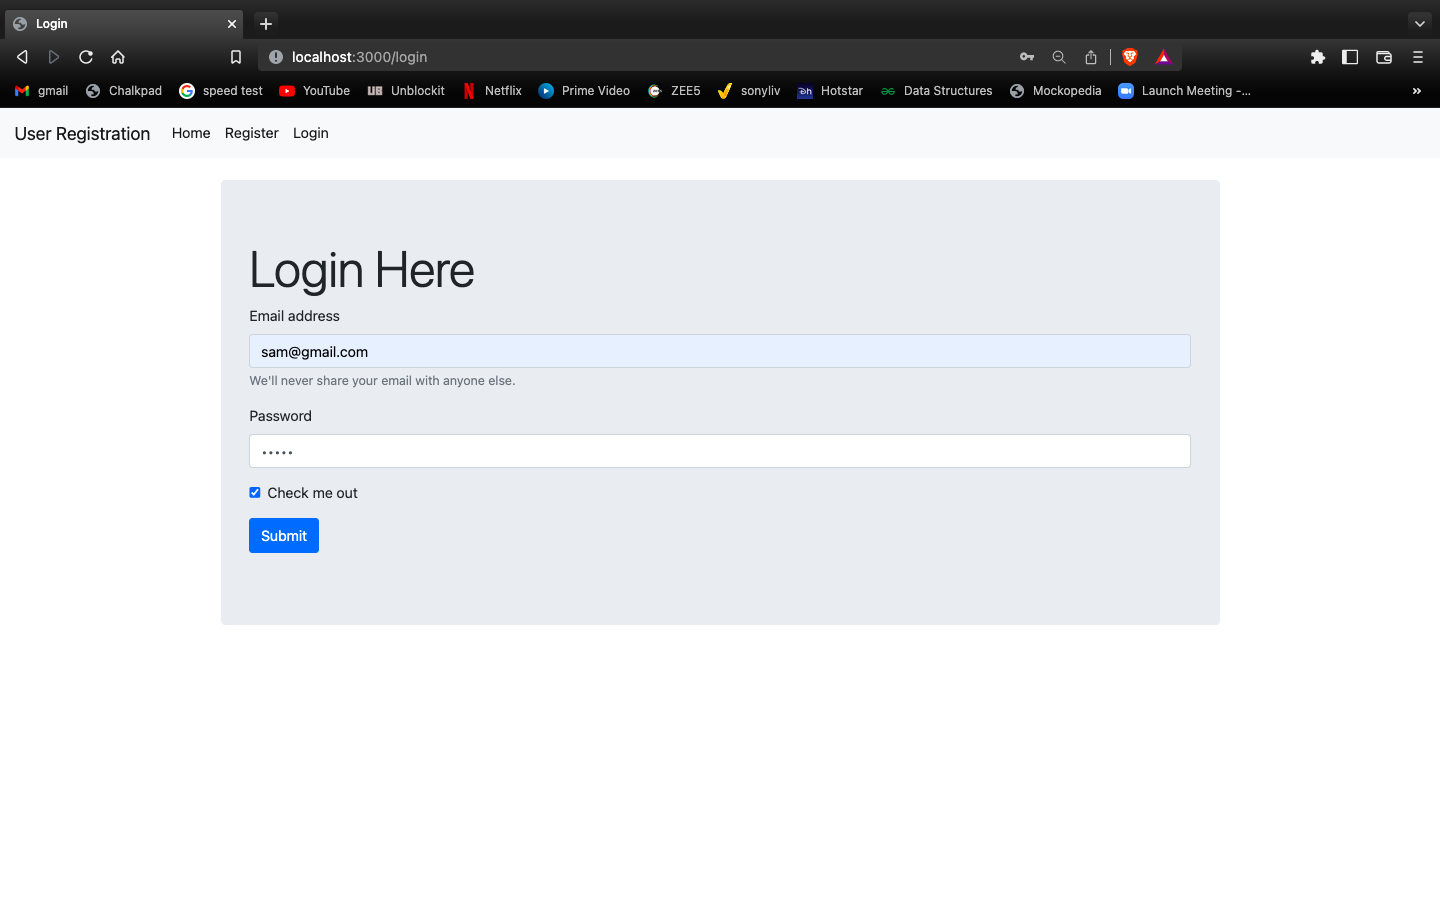 Login
localhost:3000/login
gmail Chalkpad speed test YouTube UB Unblockit Netflix Prime Video ZEE5 sonyliv Dh Hotstar Data Structures Mockopedia Launch Meeting -...
User Registration Home Register Login
Login Here
Email address
sam@gmail.com
We'll never share your email with anyone else.
Password
•••••
Check me out
Submit